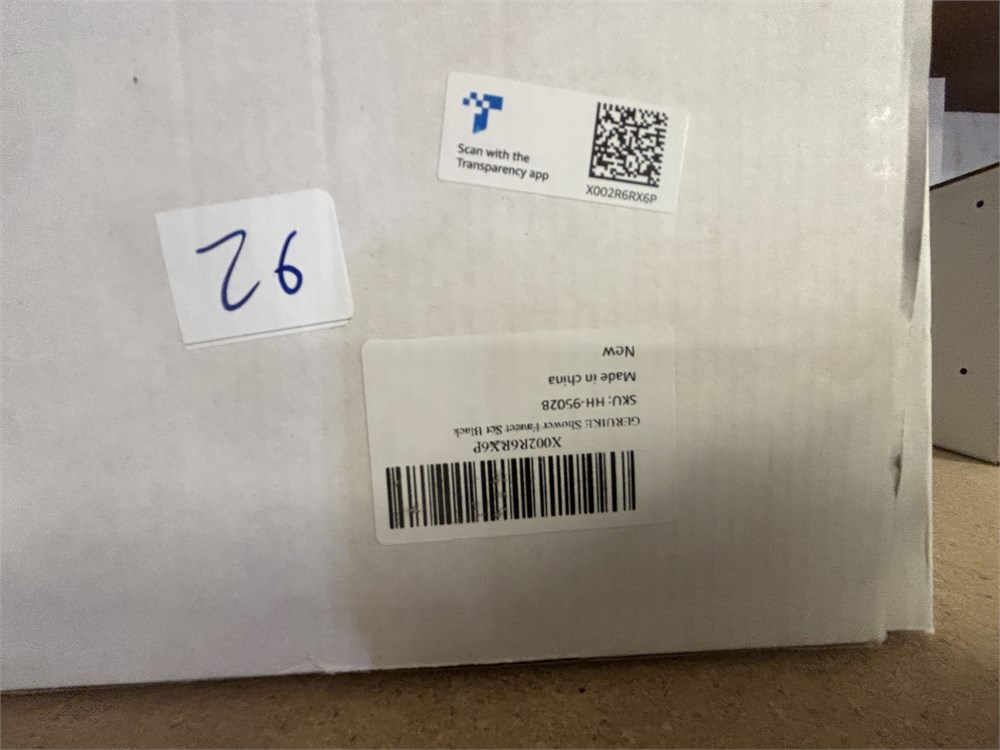 Scan with the
Transparency app
X002R6RX6P
26
X002R6RX6P
GERUIKE Shower Faucet Set Black
SKU: HH-95028
Made in china
New